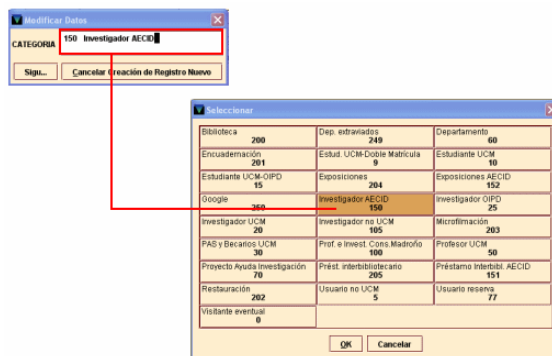 Modificar Datos
CATEGORIA 150 Investigador AECID
Sigu... Cancelar Creación de Registro Nuevo
Seleccionar
Biblioteca Dep. extraviados Departamento
200 249 60
Encuadernación Estud. UCM-Doble Matrícula Estudiante UCM
201 9 10
Estudiante UCM-OIPD Exposiciones Exposiciones AECID
15 204 152
Google Investigador AECID Investigador OIPD
250 150 25
Investigador UCM Investigador no UCM Microfilmación
20 105 203
PAS y Becarios UCM Prof. e Invest. Cons.Madroño Profesor UCM
30 100 50
Proyecto Ayuda Investigación Prést. interbibliotecario Préstamo Interbibl. AECID
70 205 151
Restauración Usuario no UCM Usuario reserva
202 5 77
Visitante eventual
0
OK Cancelar